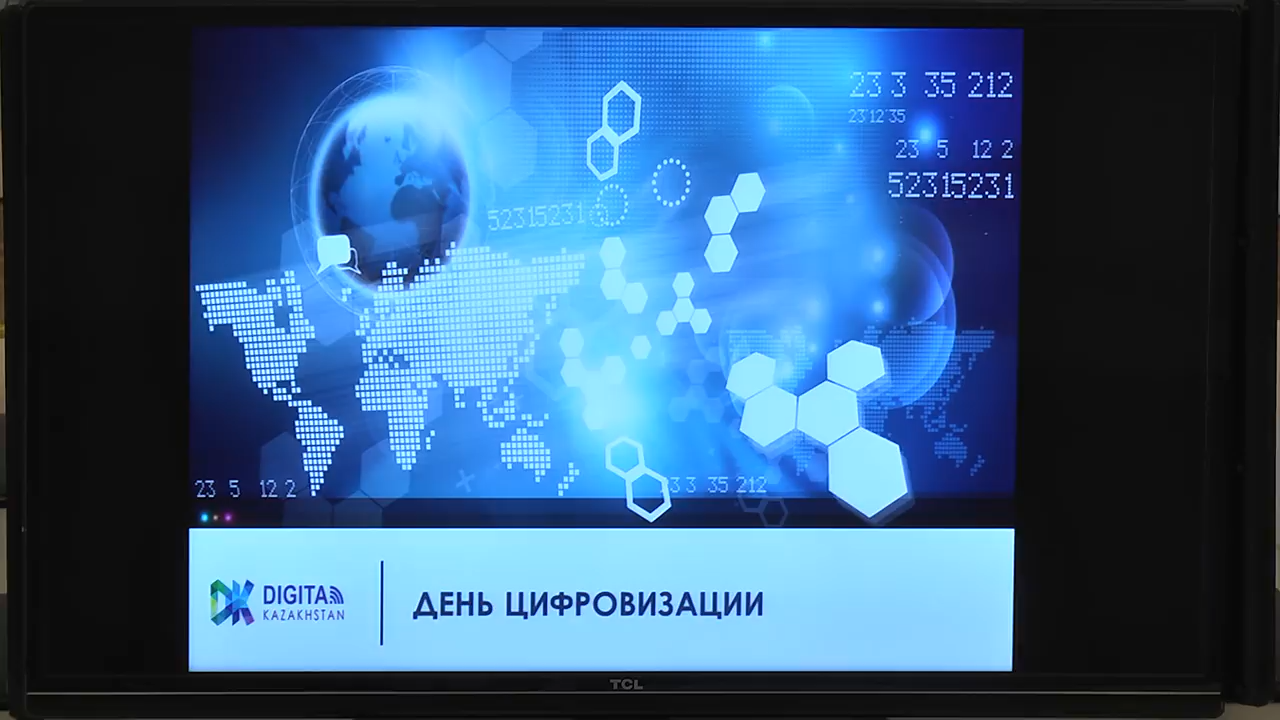 23 3 35 212
23 12 35
23 5 12 2
52315231
52315231
23 5 12 2
3 3 35 212
DIGITA
KAZAKHSTAN
ДЕНЬ ЦИФРОВИЗАЦИИ
TCL